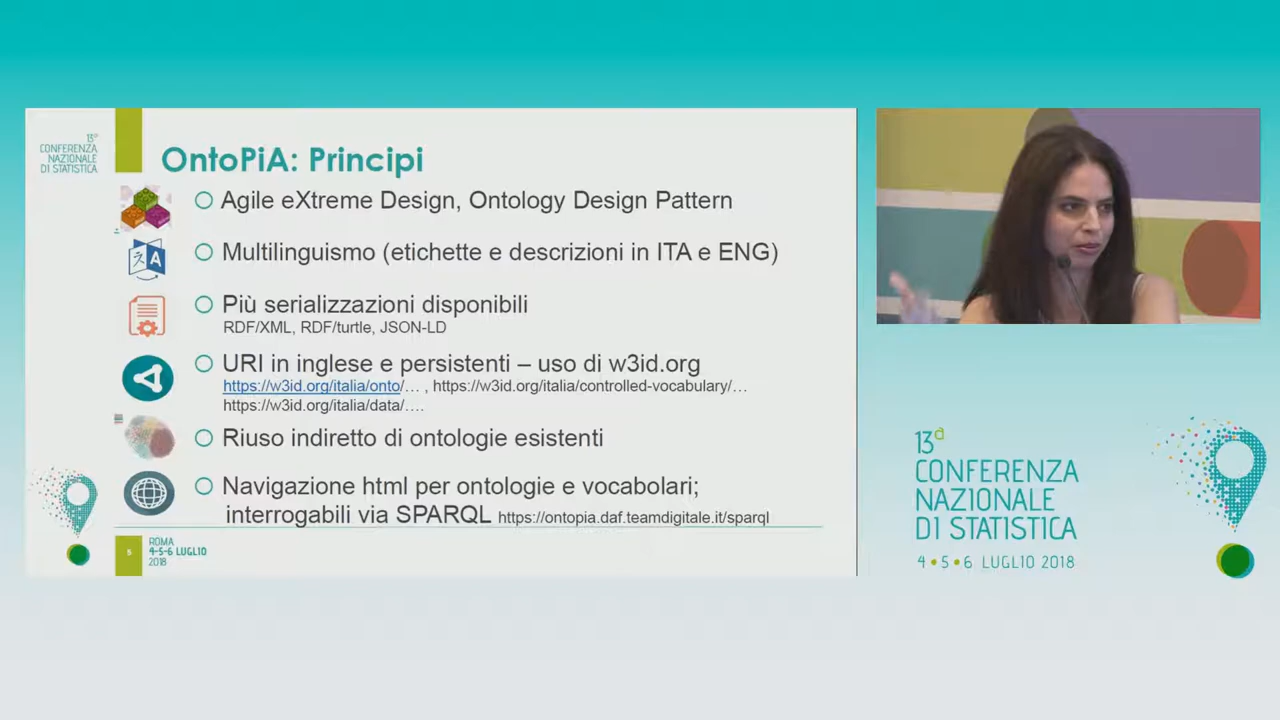 13ª
CONFERENZA
NAZIONALE
DI STATISTICA
OntoPiA: Principi
Agile eXtreme Design, Ontology Design Pattern
Multilinguismo (etichette e descrizioni in ITA e ENG)
Più serializzazioni disponibili
RDF/XML, RDF/turtle, JSON-LD
URI in inglese e persistenti – uso di w3id.org
https://w3id.org/italia/onto/… , https://w3id.org/italia/controlled-vocabulary/…
https://w3id.org/italia/data/….
Riuso indiretto di ontologie esistenti
Navigazione html per ontologie e vocabolari;
interrogabili via SPARQL https://ontopia.daf.teamdigitale.it/sparql
5
ROMA
4-5-6 LUGLIO
2018
13ª
CONFERENZA
NAZIONALE
DI STATISTICA
4 • 5 • 6 LUGLIO 2018